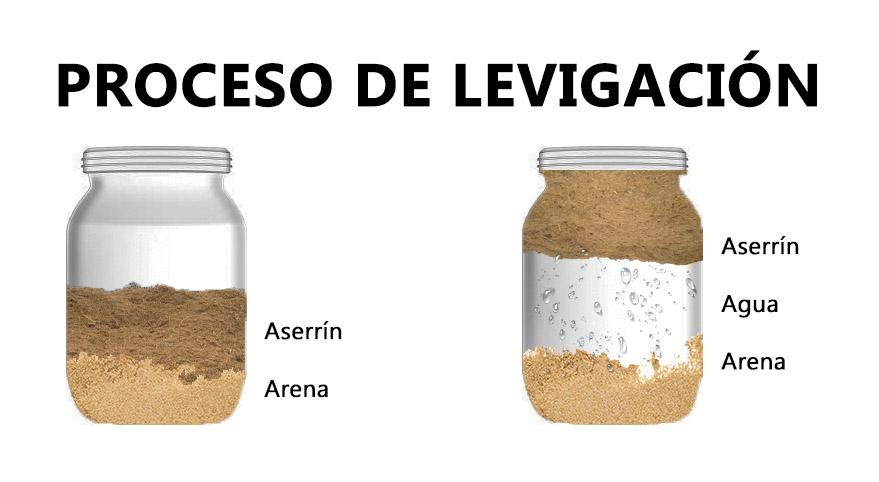 PROCESO DE LEVIGACIÓN
Aserrín
Arena
Aserrín
Agua
Arena